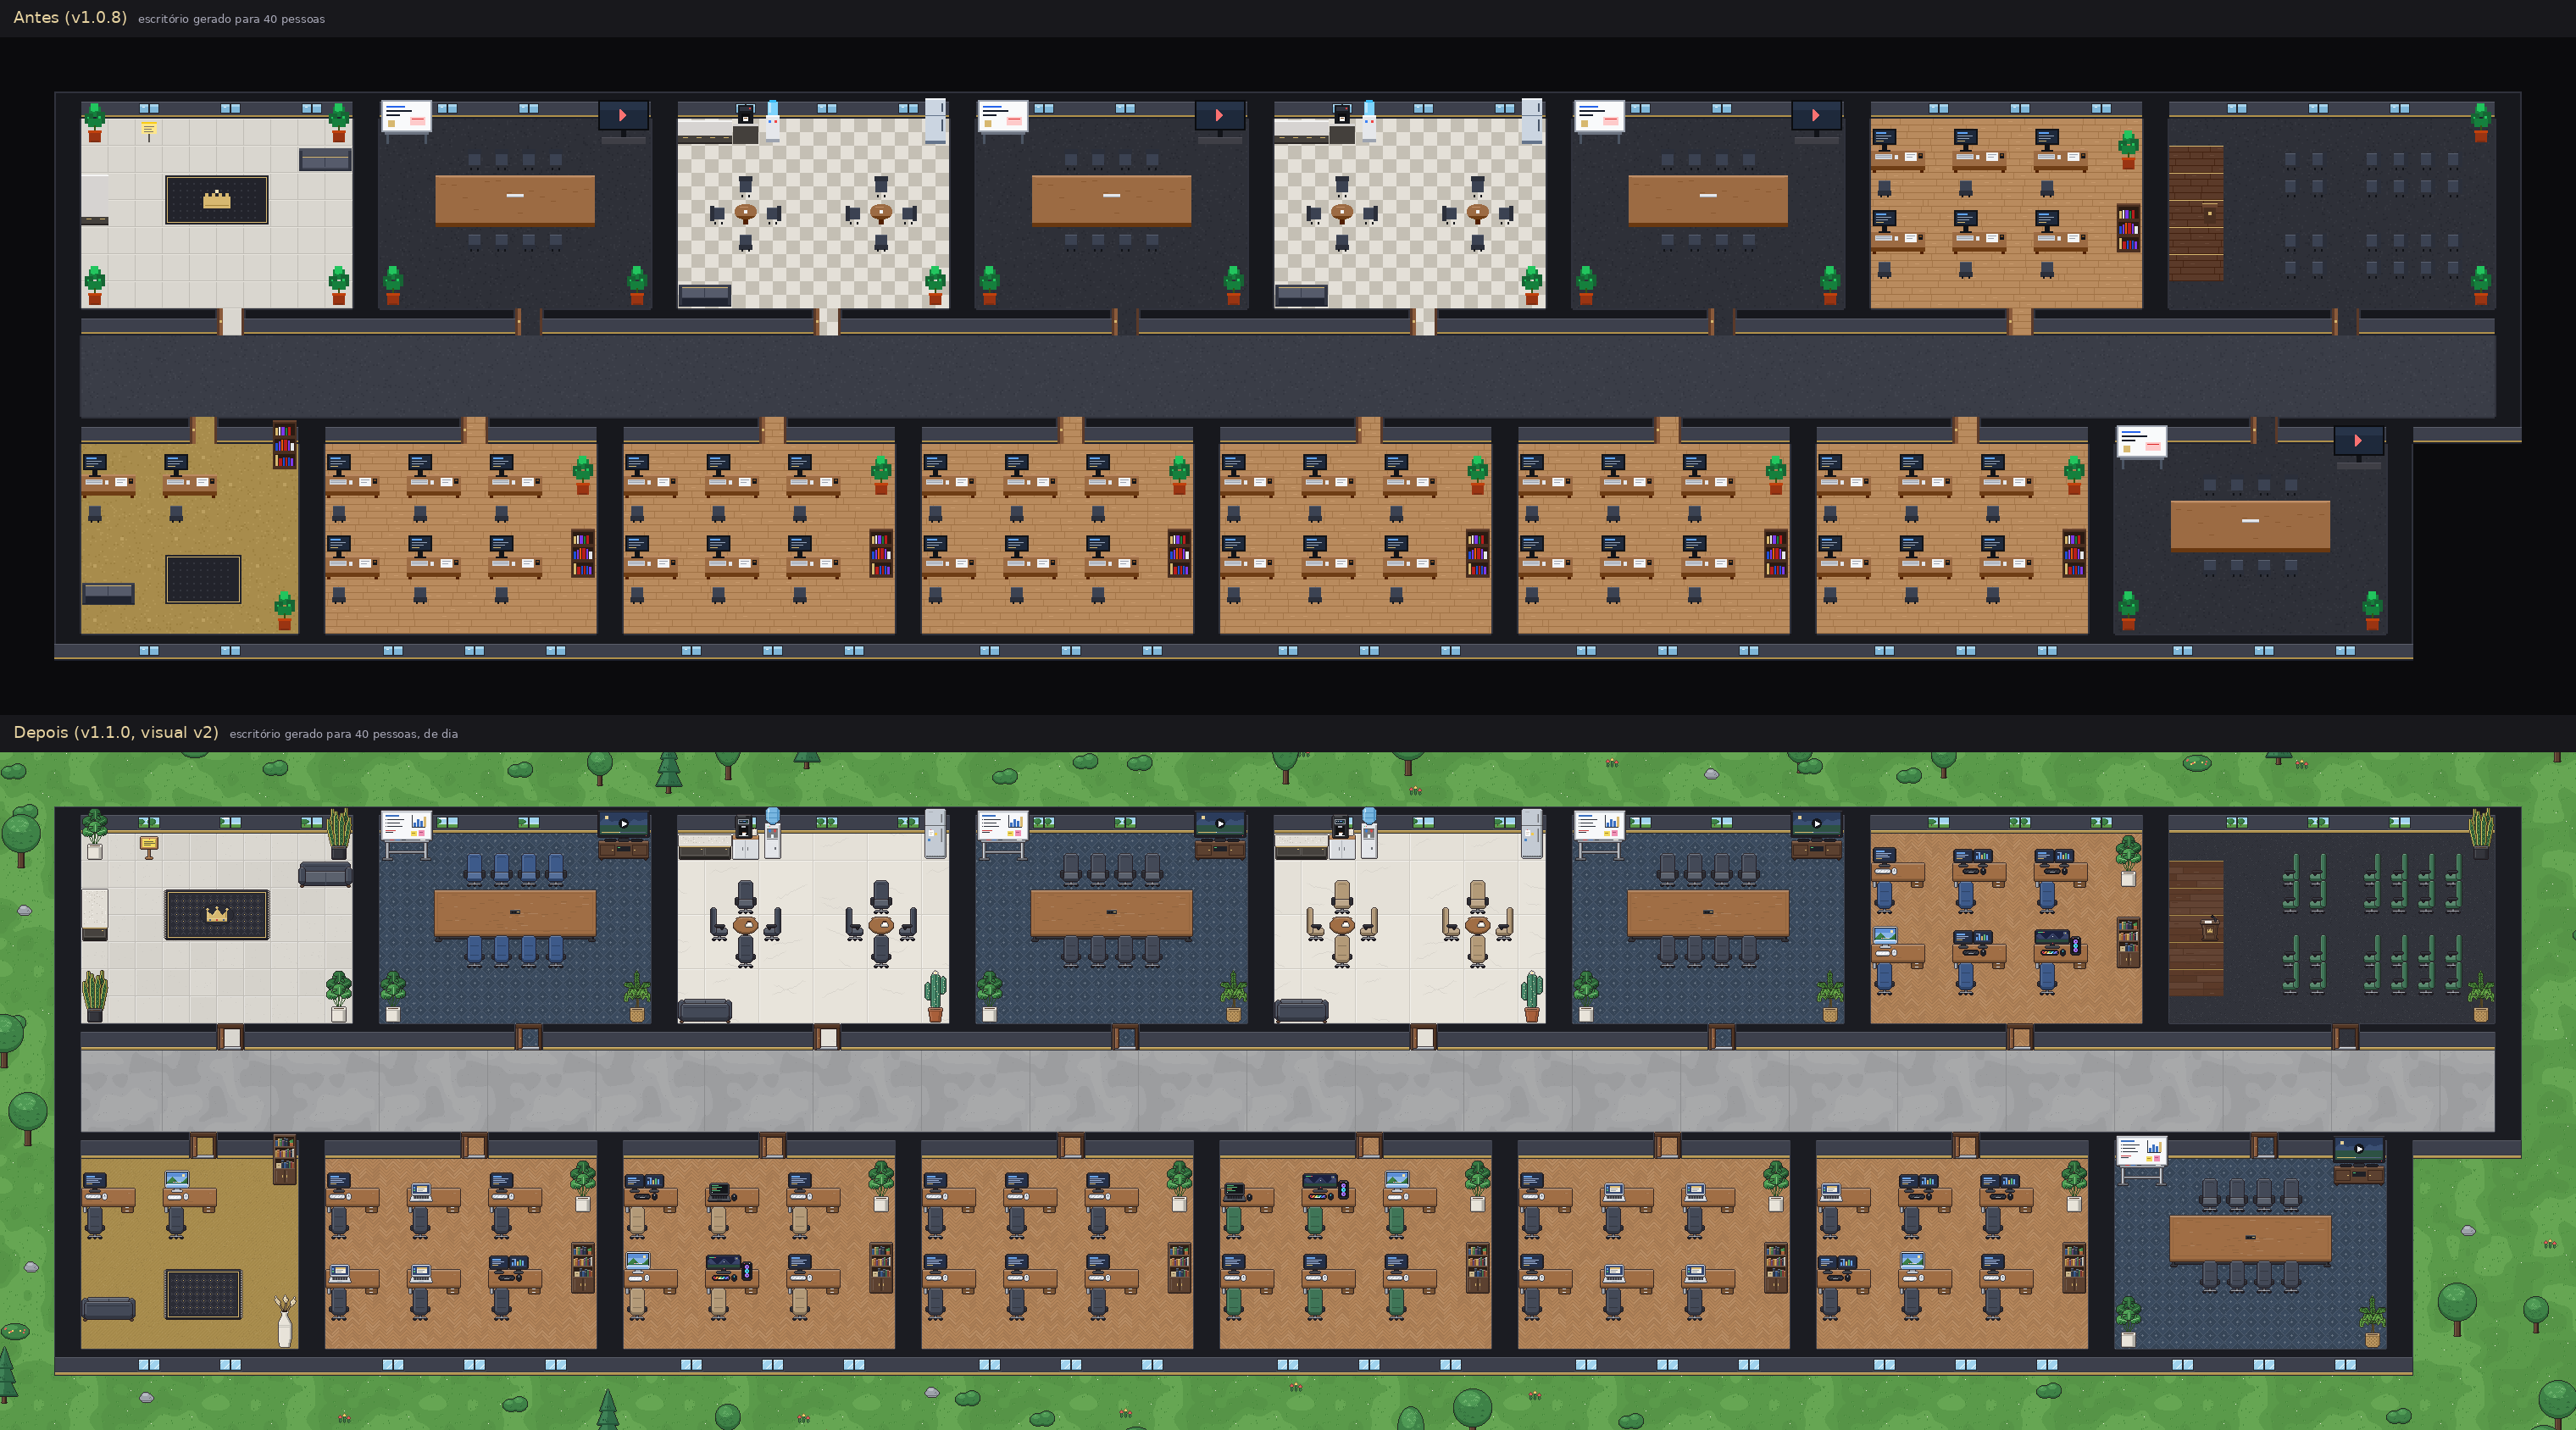 Antes (v1.0.8) escritório gerado para 40 pessoas
Depois (v1.1.0, visual v2) escritório gerado para 40 pessoas, de dia